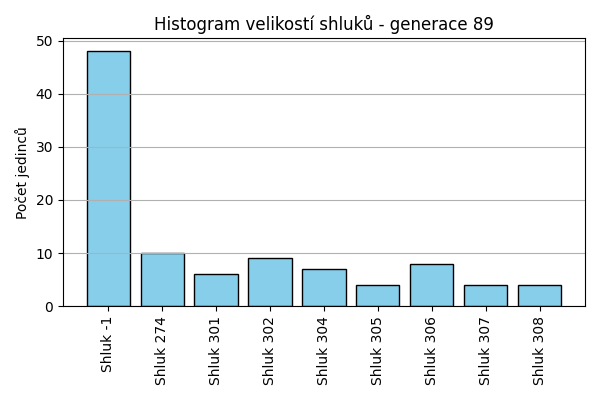 Histogram velikostí shluků - generace 89
Počet jedinců
50
40
30
20
10
0
Shluk -1
Shluk 274
Shluk 301
Shluk 302
Shluk 304
Shluk 305
Shluk 306
Shluk 307
Shluk 308